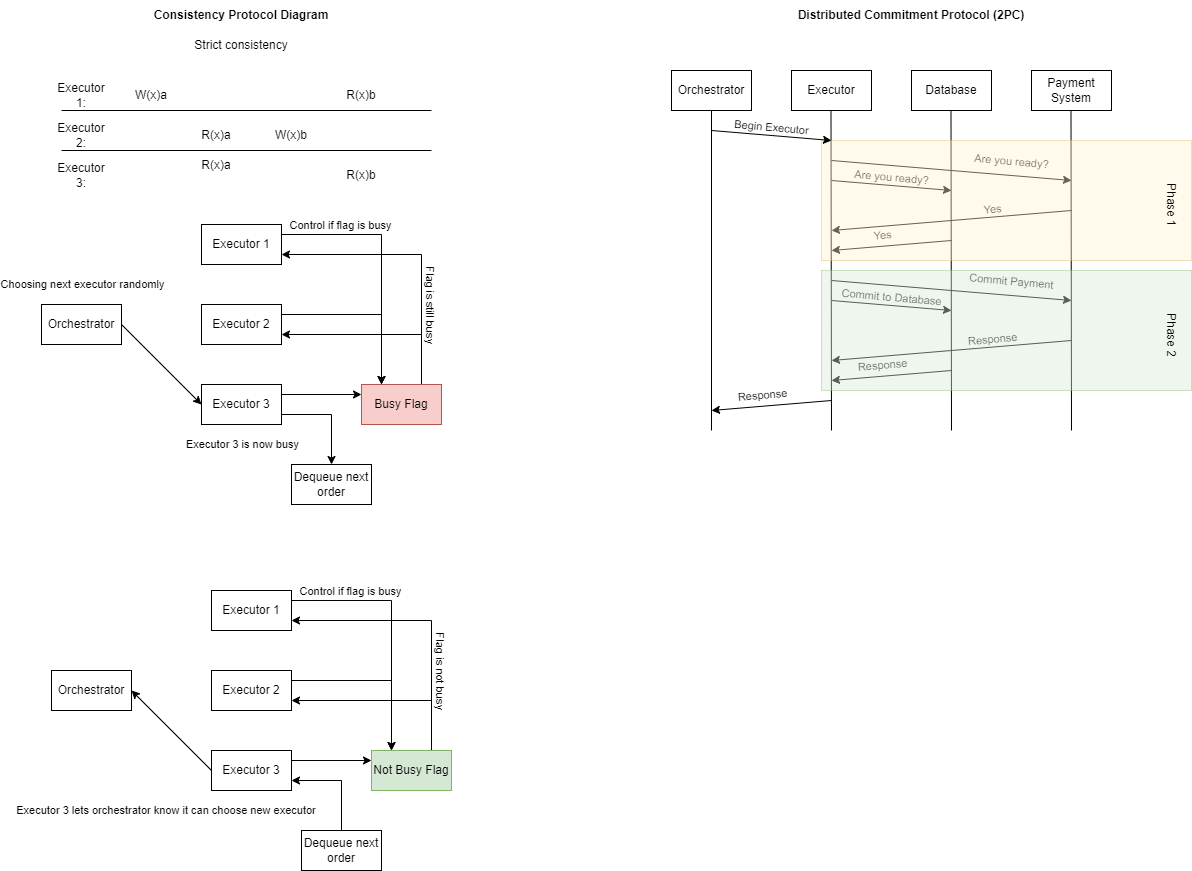 Consistency Protocol Diagram
Strict consistency
Executor
1:
W(x)a
R(x)b
Executor
2:
R(x)a
W(x)b
Executor
3:
R(x)a
R(x)b
Control if flag is busy
Executor 1
Flag is still busy
Choosing next executor randomly
Orchestrator
Executor 2
Executor 3
Busy Flag
Executor 3 is now busy
Dequeue next
order
Control if flag is busy
Executor 1
Flag is not busy
Orchestrator
Executor 2
Executor 3
Not Busy Flag
Executor 3 lets orchestrator know it can choose new executor
Dequeue next
order
Distributed Commitment Protocol (2PC)
Orchestrator
Executor
Database
Payment
System
Begin Executor
Are you ready?
Are you ready?
Yes
Yes
Phase 1
Commit Payment
Commit to Database
Response
Response
Phase 2
Response